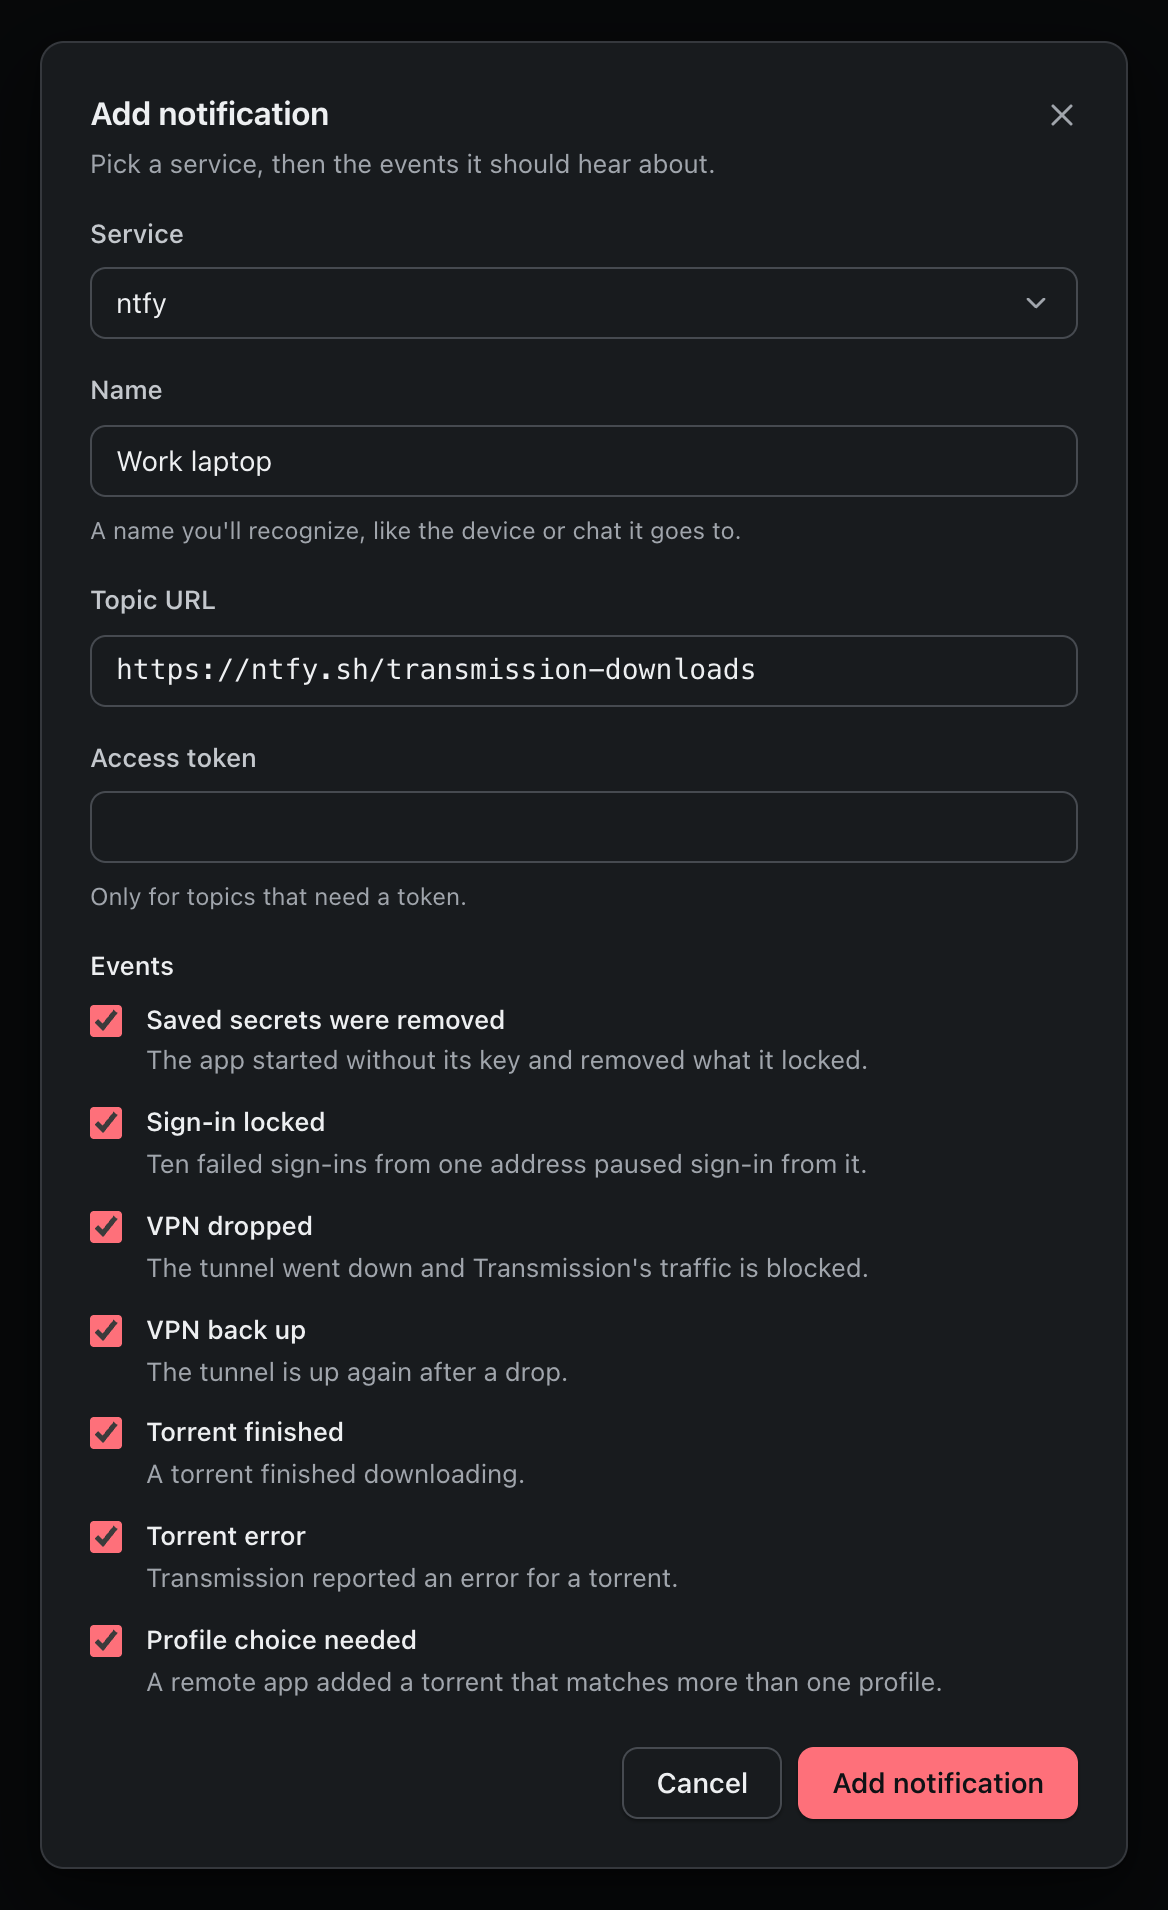 Add notification
Pick a service, then the events it should hear about.
Service
ntfy
Name
Work laptop
A name you'll recognize, like the device or chat it goes to.
Topic URL
https://ntfy.sh/transmission-downloads
Access token
Only for topics that need a token.
Events
Saved secrets were removed
The app started without its key and removed what it locked.
Sign-in locked
Ten failed sign-ins from one address paused sign-in from it.
VPN dropped
The tunnel went down and Transmission's traffic is blocked.
VPN back up
The tunnel is up again after a drop.
Torrent finished
A torrent finished downloading.
Torrent error
Transmission reported an error for a torrent.
Profile choice needed
A remote app added a torrent that matches more than one profile.
Cancel
Add notification